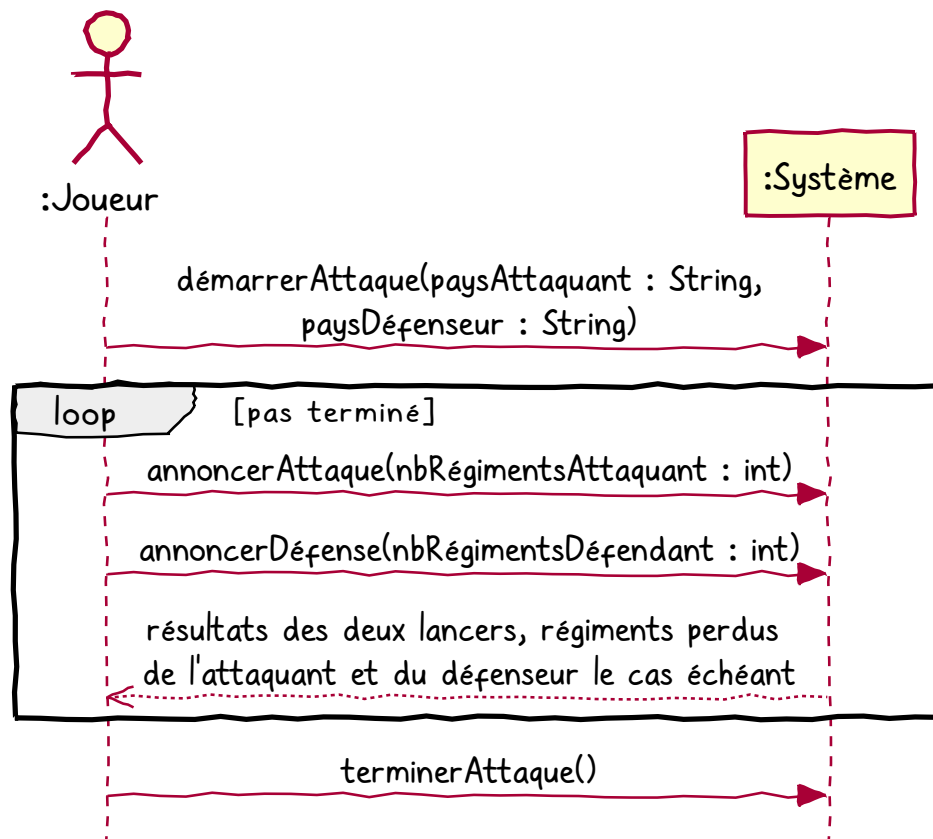 :Joueur
:Système
démarrerAttaque(paysAttaquant : String,
paysDéfenseur : String)
loop
[pas terminé]
annoncerAttaque(nbRégimentsAttaquant : int)
annoncerDéfense(nbRégimentsDéfendant : int)
résultats des deux lancers, régiments perdus
de l'attaquant et du défenseur le cas échéant
terminerAttaque()